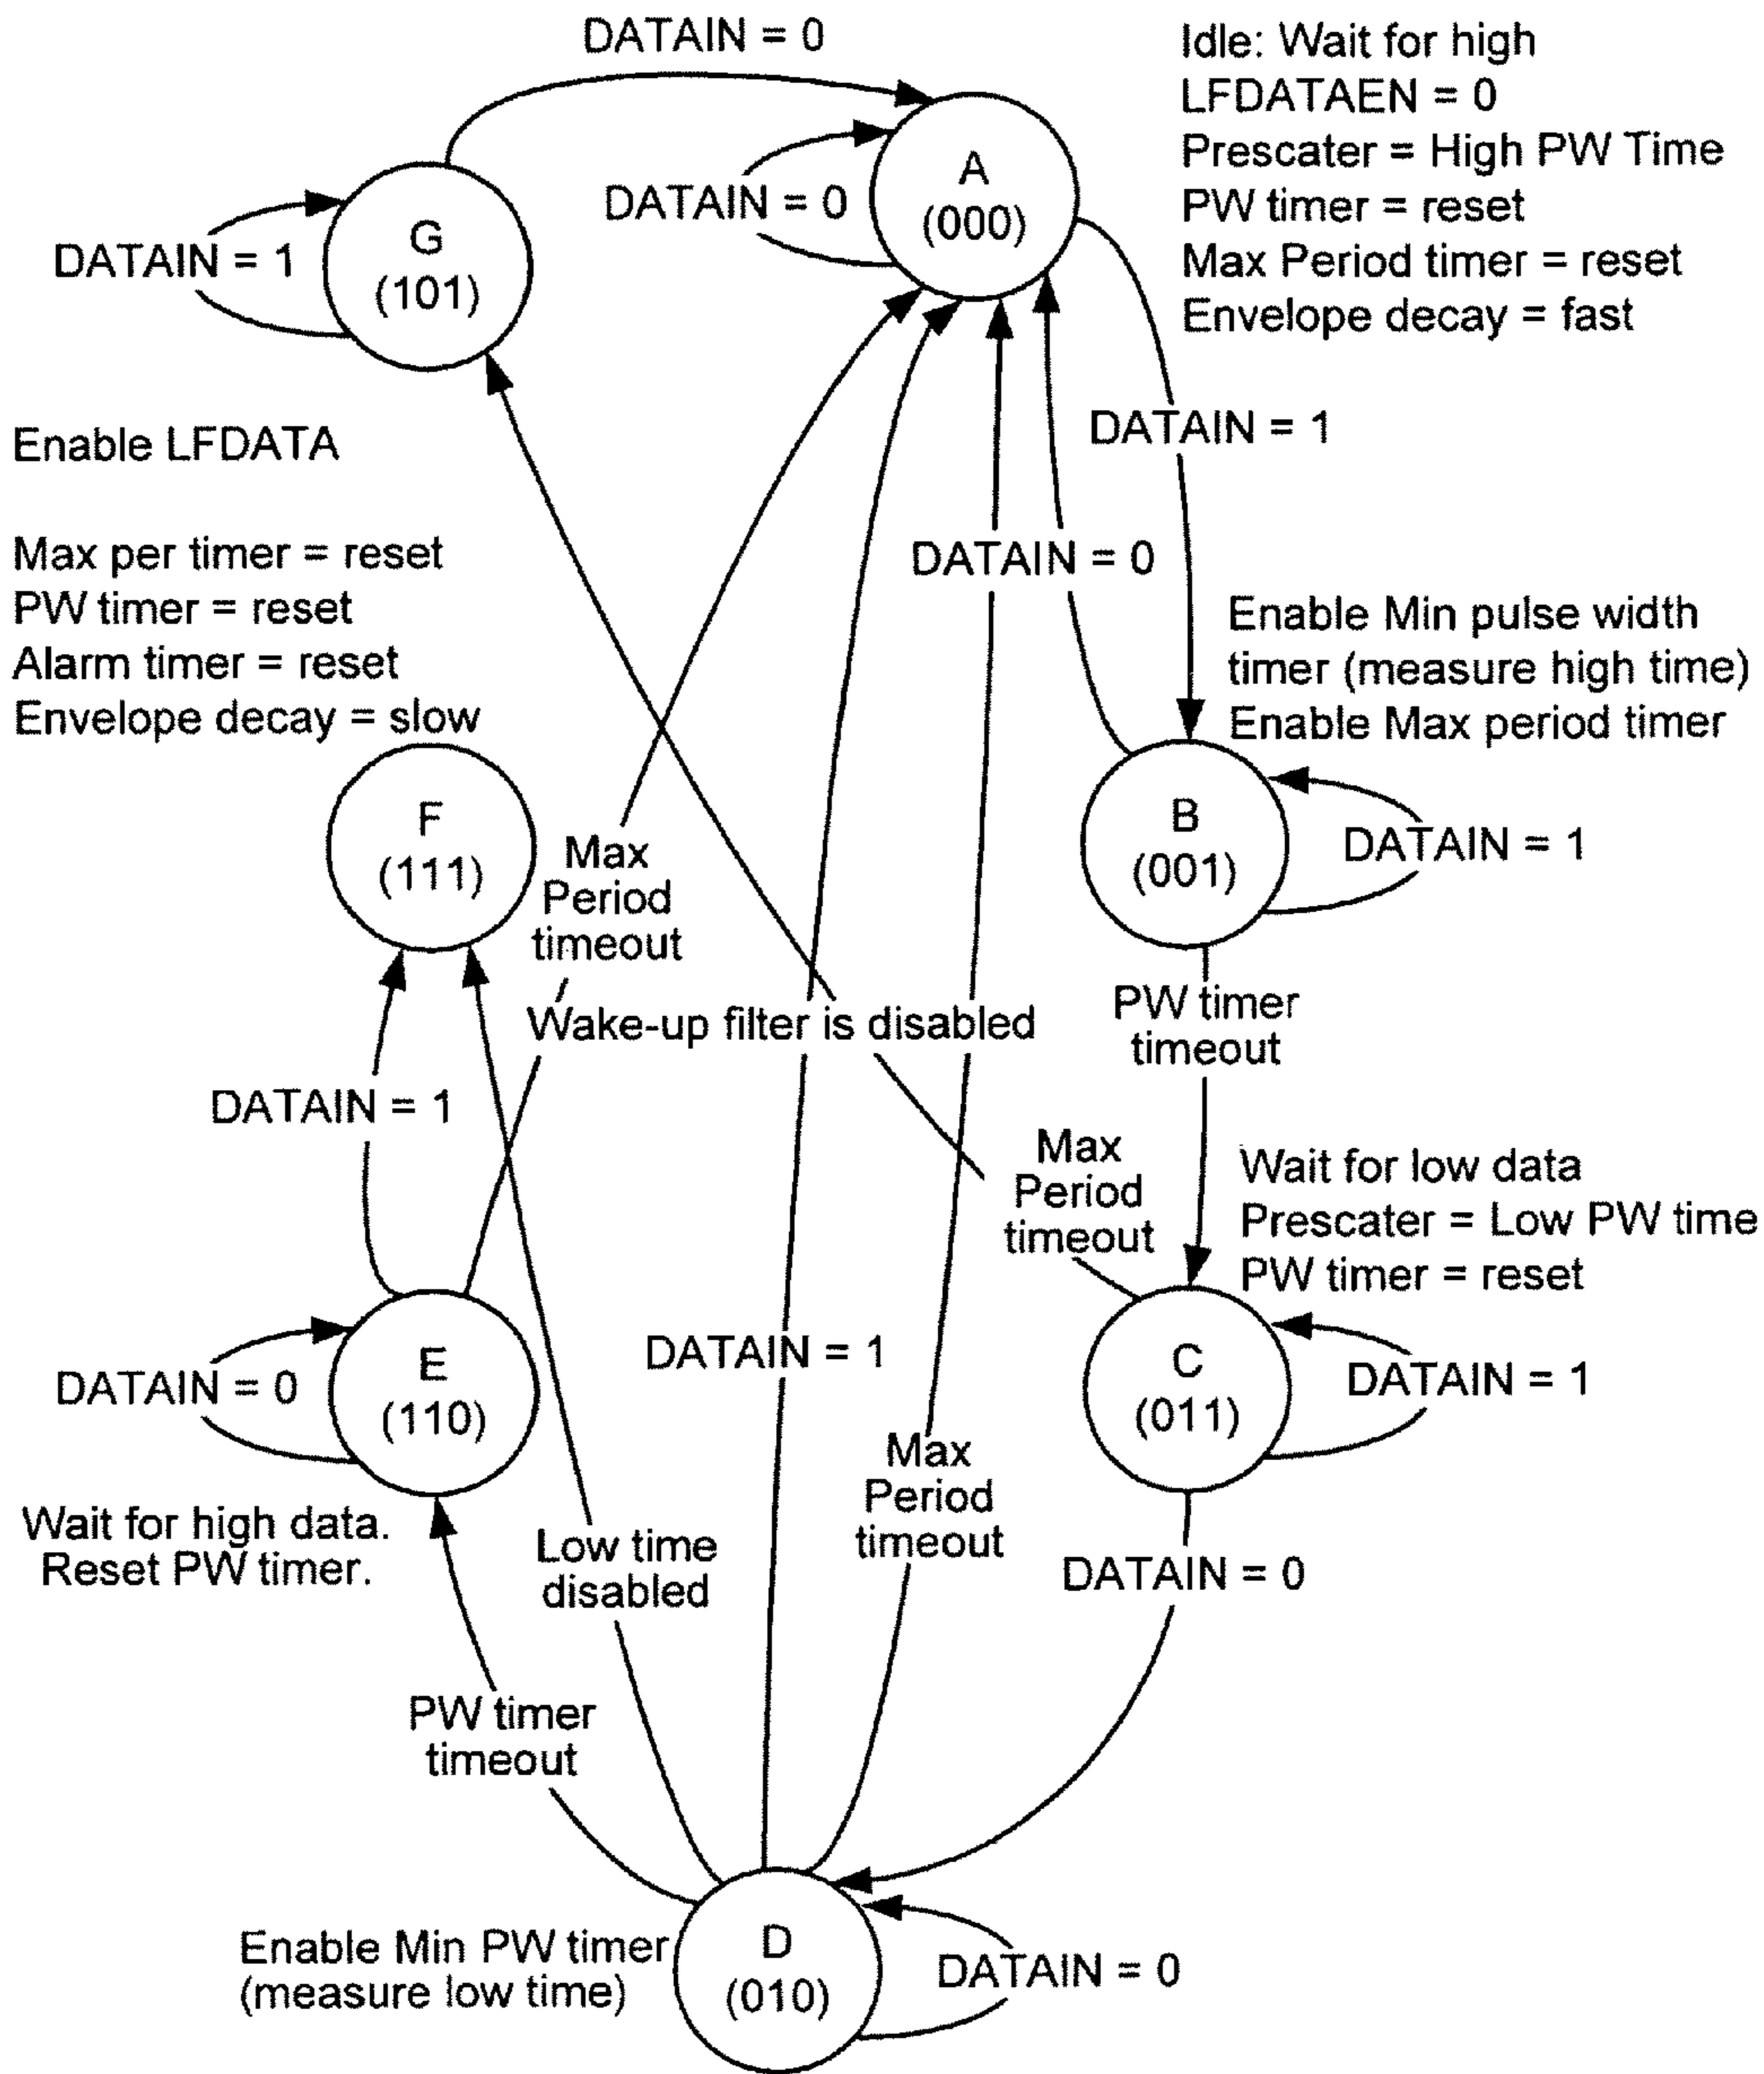 DATAIN = 0
Idle: Wait for high
LFDATAEN = 0
Prescater = High PW Time
PW timer = reset
Max Period timer = reset
Envelope decay = fast
A
(000)
DATAIN = 0
G
(101)
DATAIN = 1
DATAIN = 1
Enable LFDATA
Max per timer = reset
PW timer = reset
Alarm timer = reset
Envelope decay = slow
DATAIN = 0
Enable Min pulse width
timer (measure high time)
Enable Max period timer
F
(111)
Max
Period
timeout
B
(001)
DATAIN = 1
Wake-up filter is disabled
PW timer
timeout
DATAIN = 1
Max
Period
timeout
Wait for low data
Prescater = Low PW time
PW timer = reset
E
(110)
DATAIN = 0
DATAIN = 1
C
(011)
DATAIN = 1
Wait for high data.
Reset PW timer.
Low time
disabled
Max
Period
timeout
DATAIN = 0
PW timer
timeout
Enable Min PW timer
(measure low time)
D
(010)
DATAIN = 0